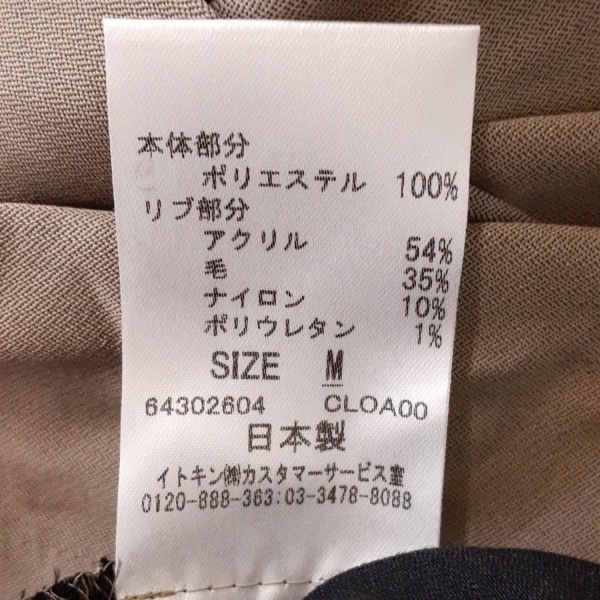 本体部分
ポリエステル 100%
リブ部分
アクリル 54%
毛 35%
ナイロン 10%
ポリウレタン 1%
SIZE M
64302604 CLOA00
日本製
イトキン㈱カスタマーサービス室
0120-888-363:03-3478-8088